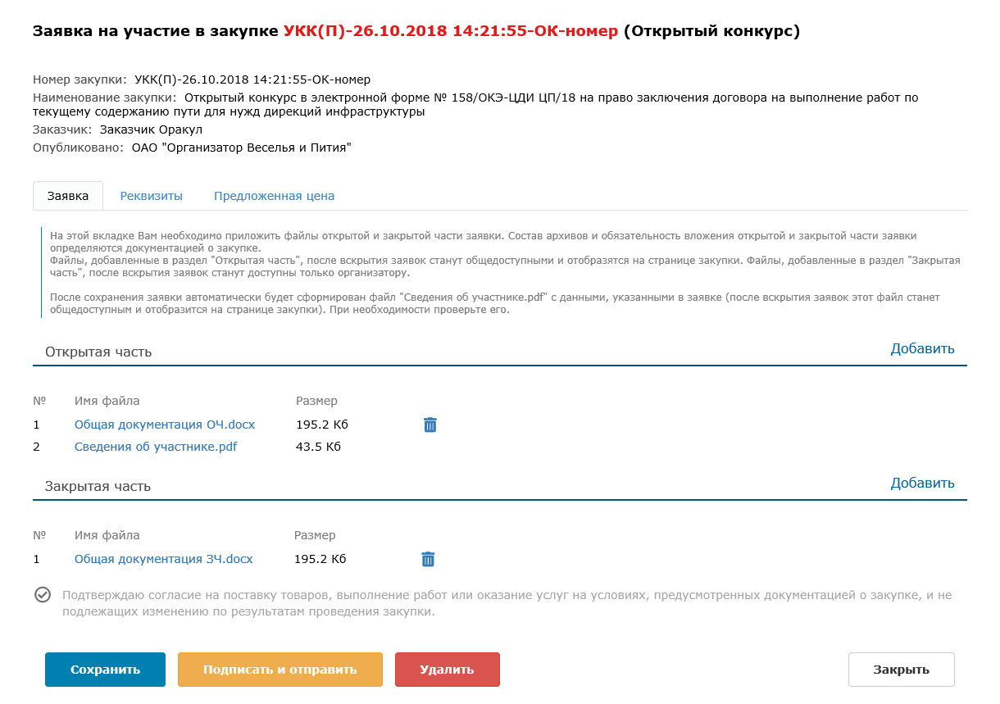 Заявка на участие в закупке УКК(П)-26.10.2018 14:21:55-ОК-номер (Открытый конкурс)
Номер закупки: УКК(П)-26.10.2018 14:21:55-ОК-номер
Наименование закупки: Открытый конкурс в электронной форме № 158/ОКЭ-ЦДИ ЦП/18 на право заключения договора на выполнение работ по
текущему содержанию пути для нужд дирекций инфраструктуры
Заказчик: Заказчик Оракул
Опубликовано: ОАО "Организатор Веселья и Пития"
Заявка Реквизиты Предложенная цена
На этой вкладке Вам необходимо приложить файлы открытой и закрытой части заявки. Состав архивов и обязательность вложения открытой и закрытой части заявки
определяются документацией о закупке.
Файлы, добавленные в раздел "Открытая часть", после вскрытия заявок станут общедоступными и отобразятся на странице закупки. Файлы, добавленные в раздел "Закрытая
часть", после вскрытия заявок станут доступны только организатору.
После сохранения заявки автоматически будет сформирован файл "Сведения об участнике.pdf" с данными, указанными в заявке (после вскрытия заявок этот файл станет
общедоступным и отобразится на странице закупки). При необходимости проверьте его.
Открытая часть Добавить
№ Имя файла Размер
1 Общая документация ОЧ.docx 195.2 Кб
2 Сведения об участнике.pdf 43.5 Кб
Закрытая часть Добавить
№ Имя файла Размер
1 Общая документация ЗЧ.docx 195.2 Кб
Подтверждаю согласие на поставку товаров, выполнение работ или оказание услуг на условиях, предусмотренных документацией о закупке, и не
подлежащих изменению по результатам проведения закупки.
Сохранить Подписать и отправить Удалить Закрыть